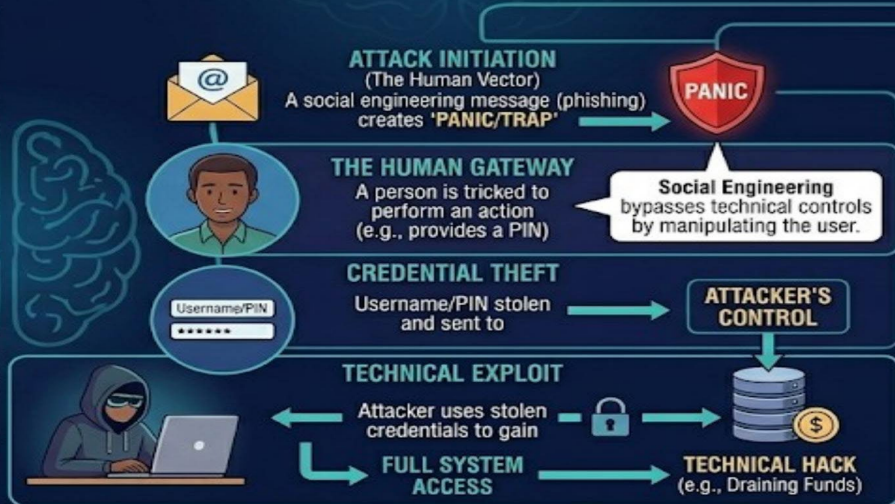 ATTACK INITIATION
(The Human Vector)
A social engineering message (phishing)
creates 'PANIC/TRAP'
PANIC
@
THE HUMAN GATEWAY
A person is tricked to
perform an action
(e.g., provides a PIN)
Social Engineering
bypasses technical controls
by manipulating the user.
CREDENTIAL THEFT
Username/PIN stolen
and sent to
Username/PIN
******
ATTACKER'S
CONTROL
TECHNICAL EXPLOIT
Attacker uses stolen
credentials to gain
$
FULL SYSTEM
ACCESS
TECHNICAL HACK
(e.g., Draining Funds)